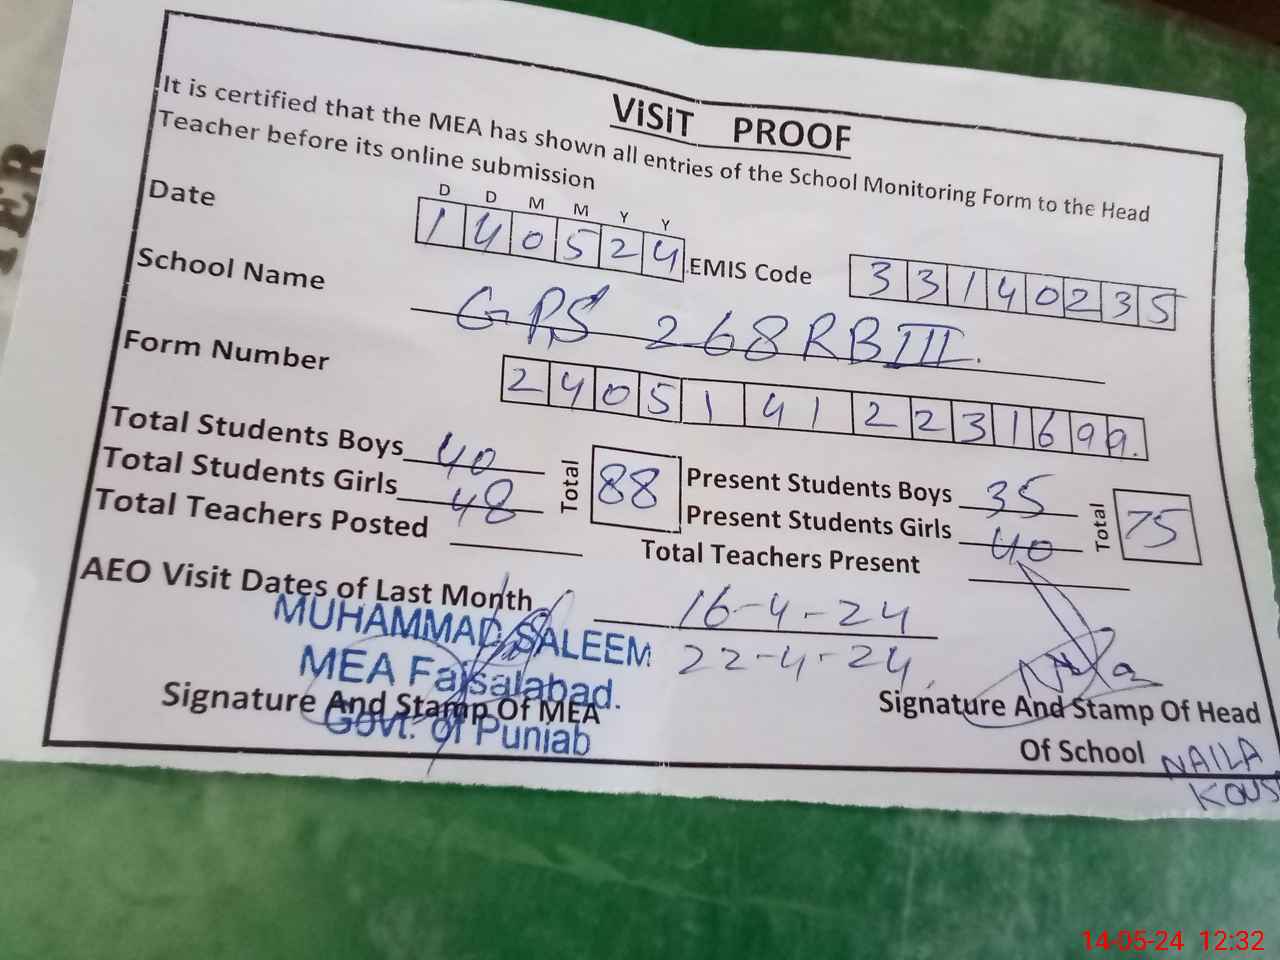 ViSiT PROOF
It is certified that the MEA has shown all entries of the School Monitoring Form to the Head
Teacher before its online submission
D D M M Y Y
Date 1 4 0 5 2 4 EMIS Code 3 3 1 4 0 2 3 5
School Name GPS 268 RB III.
Form Number 2 4 0 5 1 4 1 2 2 3 1 6 9 9.
Total Students Boys 40 Total 88 Present Students Boys 35 Total 75
Total Students Girls 48 Present Students Girls 40
Total Teachers Posted Total Teachers Present
AEO Visit Dates of Last Month 16-4-24
22-4-24
MUHAMMAD SALEEM
MEA Faisalabad.
Govt. of Punjab
Signature And Stamp Of MEA
Signature And Stamp Of Head
Of School NAILA
14-05-24 12:32